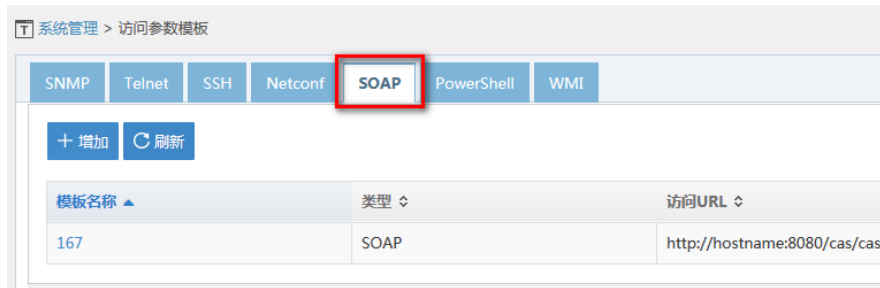 系统管理 > 访问参数模板
SNMP Telnet SSH Netconf SOAP PowerShell WMI
增加 刷新
模板名称 类型 访问URL
167 SOAP http://hostname:8080/cas/cas